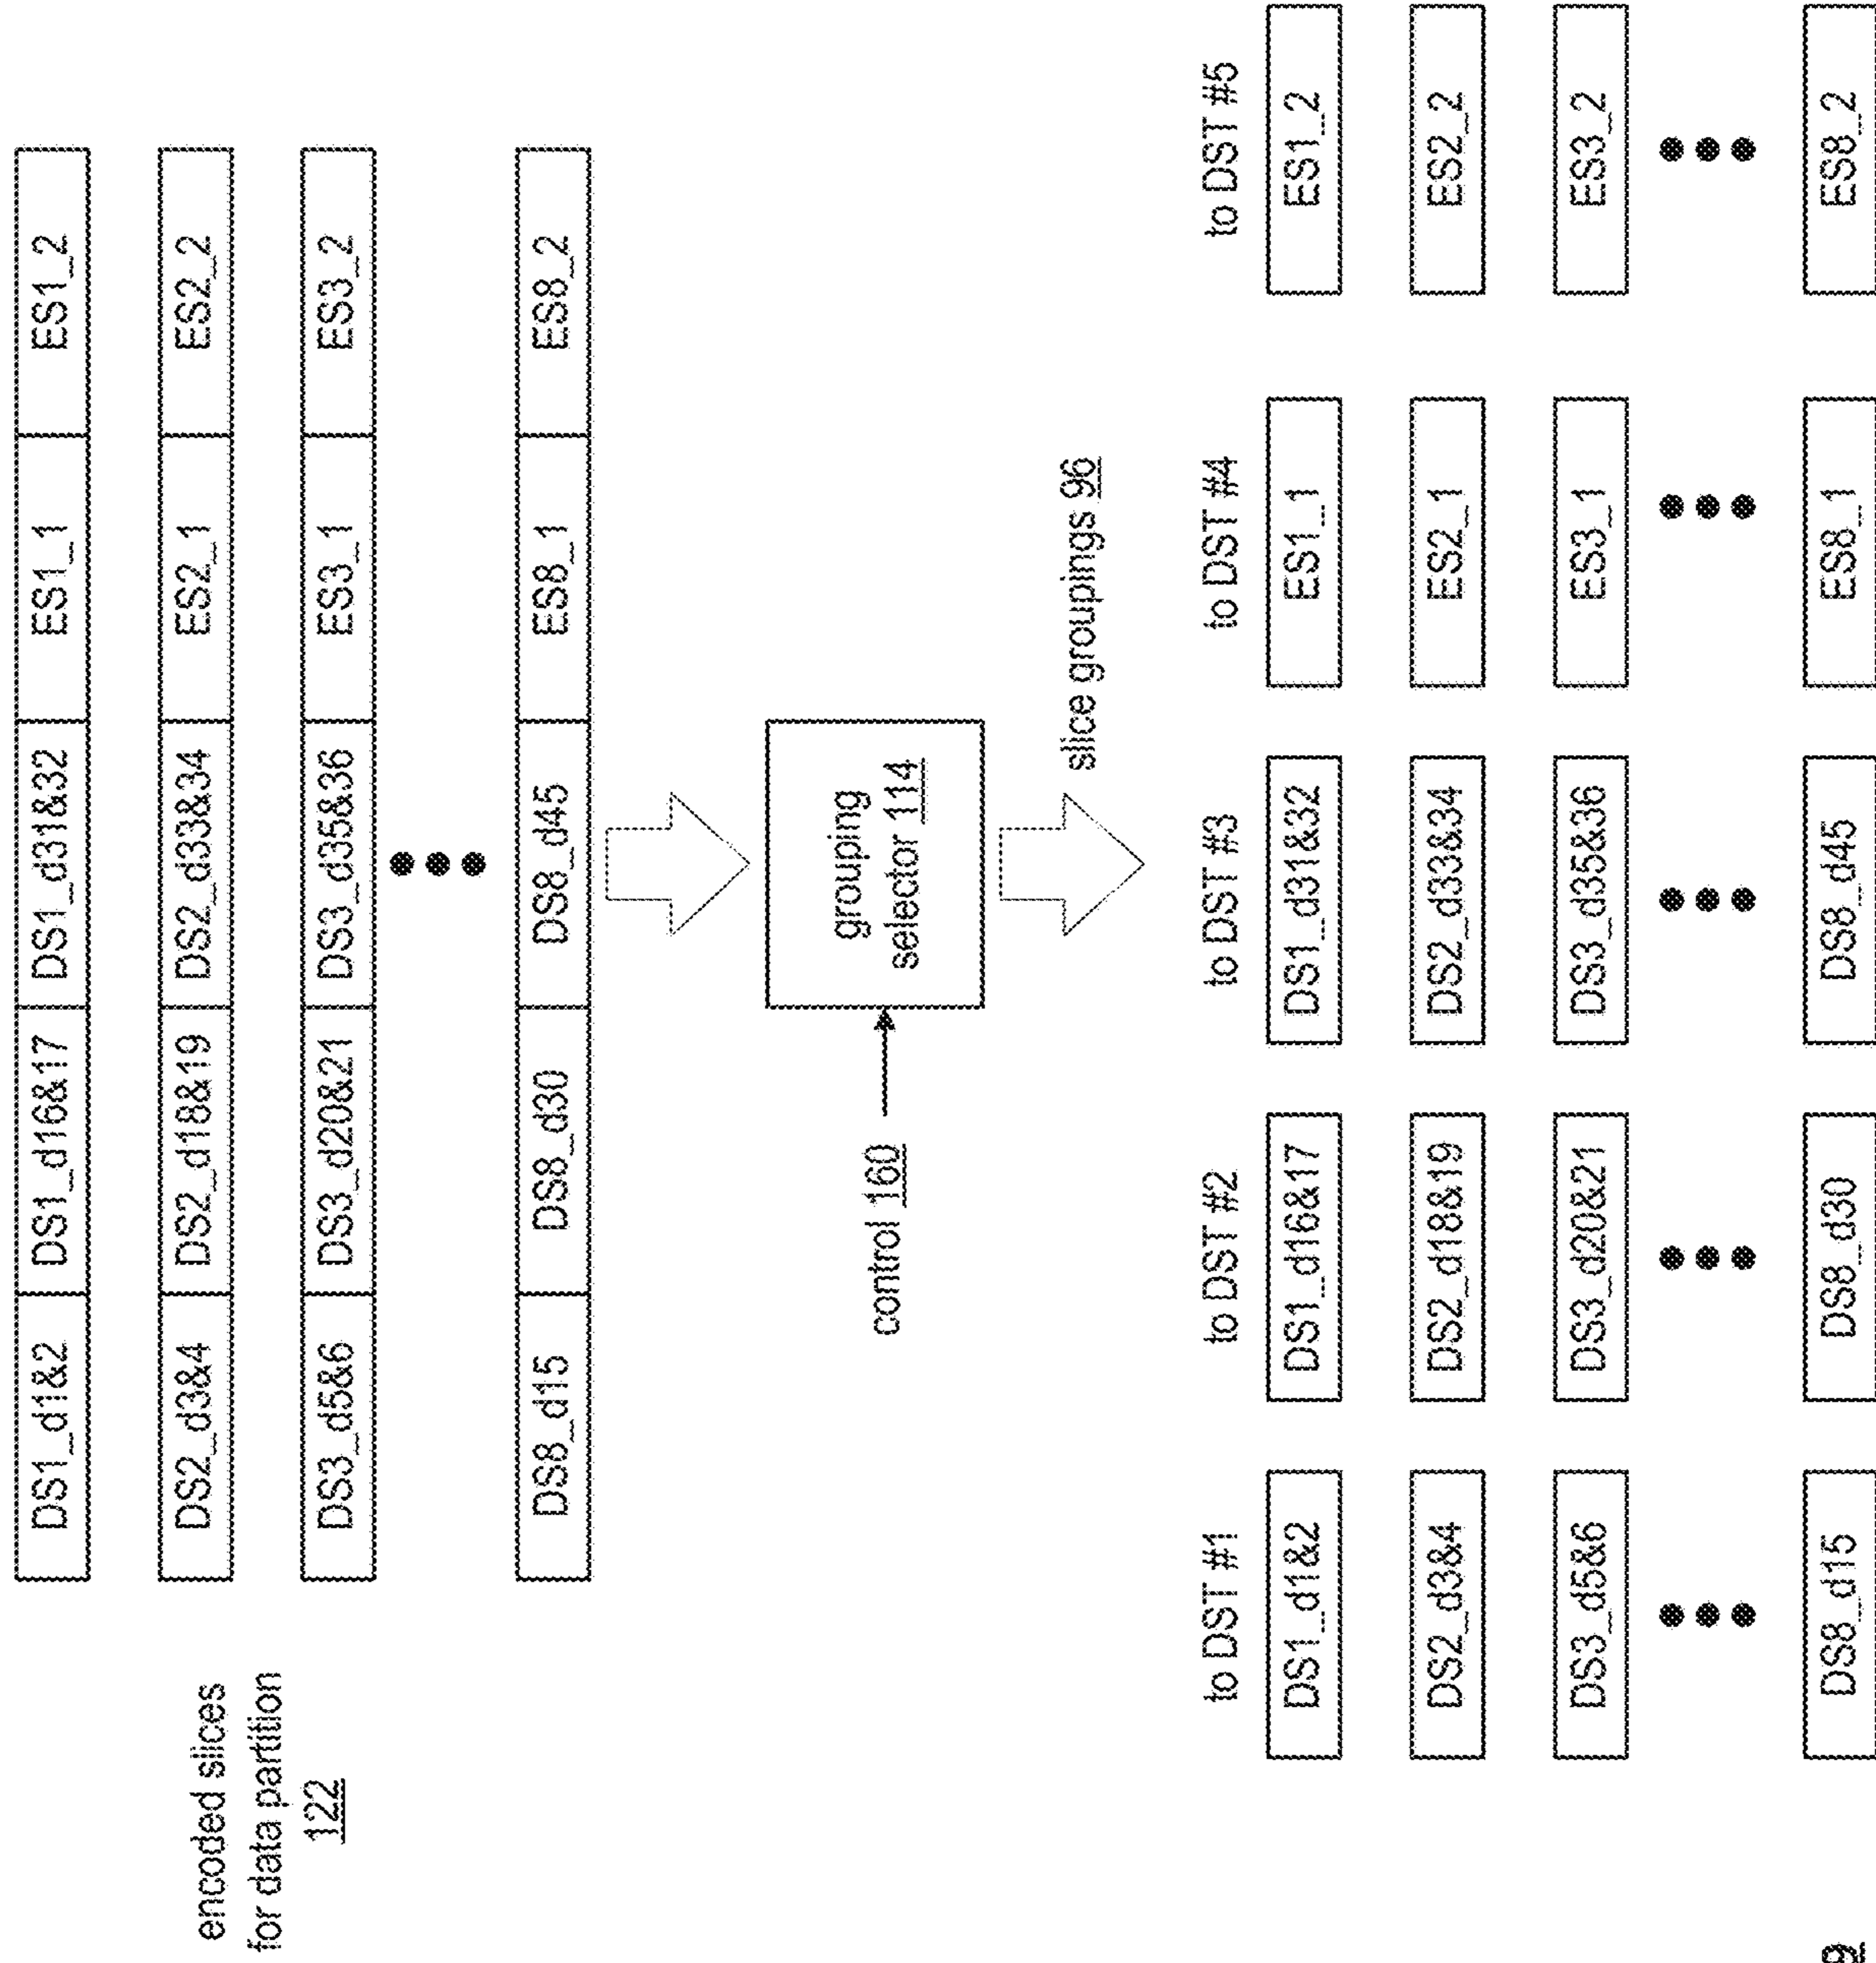 encoded slices
for data partition
122
DS1_d1&2 DS1_d16&17 DS1_d31&32 ES1_1 ES1_2
DS2_d3&4 DS2_d18&19 DS2_d33&34 ES2_1 ES2_2
DS3_d5&6 DS3_d20&21 DS3_d35&36 ES3_1 ES3_2
DS8_d15 DS8_d30 DS8_d45 ES8_1 ES8_2
control 160
grouping
selector 114
slice groupings 96
to DST #1 to DST #2 to DST #3 to DST #4 to DST #5
DS1_d1&2 DS1_d16&17 DS1_d31&32 ES1_1 ES1_2
DS2_d3&4 DS2_d18&19 DS2_d33&34 ES2_1 ES2_2
DS3_d5&6 DS3_d20&21 DS3_d35&36 ES3_1 ES3_2
DS8_d15 DS8_d30 DS8_d45 ES8_1 ES8_2